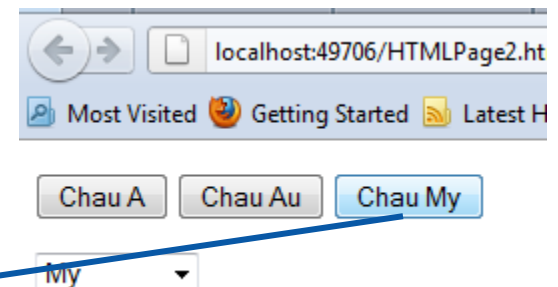 localhost:49706/HTMLPage2.ht
Most Visited Getting Started Latest H
Chau A Chau Au Chau My
My